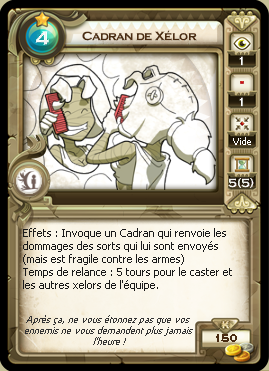 4
CADRAN DE XÉLOR
1
1
Vide
5(5)
Effets : Invoque un Cadran qui renvoie les
dommages des sorts qui lui sont envoyés
(mais est fragile contre les armes)
Temps de relance : 5 tours pour le caster et
les autres xelors de l'équipe.
Après ça, ne vous étonnez pas que vos
ennemis ne vous demandent plus jamais
l'heure !
K
150